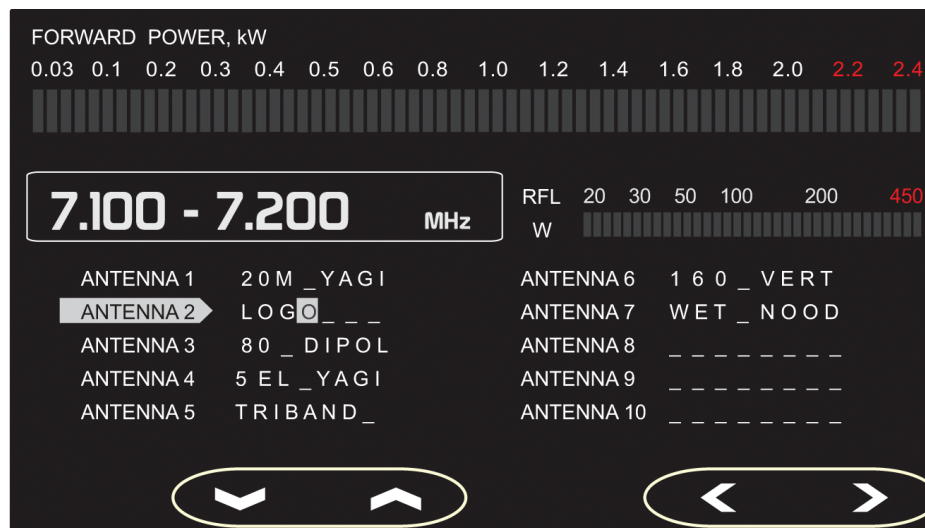 FORWARD POWER, kW
0.03 0.1 0.2 0.3 0.4 0.5 0.6 0.8 1.0 1.2 1.4 1.6 1.8 2.0 2.2 2.4
7.100 - 7.200 MHz
RFL 20 30 50 100 200 450
W
ANTENNA 1 20M_YAGI
ANTENNA 2 LOGO___
ANTENNA 3 80_DIPOL
ANTENNA 4 5EL_YAGI
ANTENNA 5 TRIBAND_
ANTENNA 6 160_VERT
ANTENNA 7 WET_NOOD
ANTENNA 8 ________
ANTENNA 9 ________
ANTENNA 10 ________